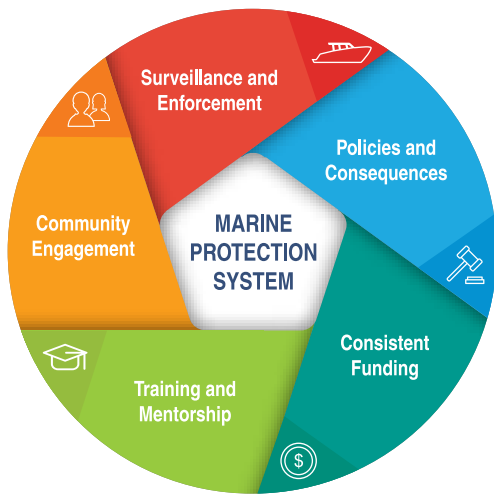 Surveillance and
Enforcement
Policies and
Consequences
Community
Engagement
MARINE
PROTECTION
SYSTEM
Consistent
Funding
Training and
Mentorship
$